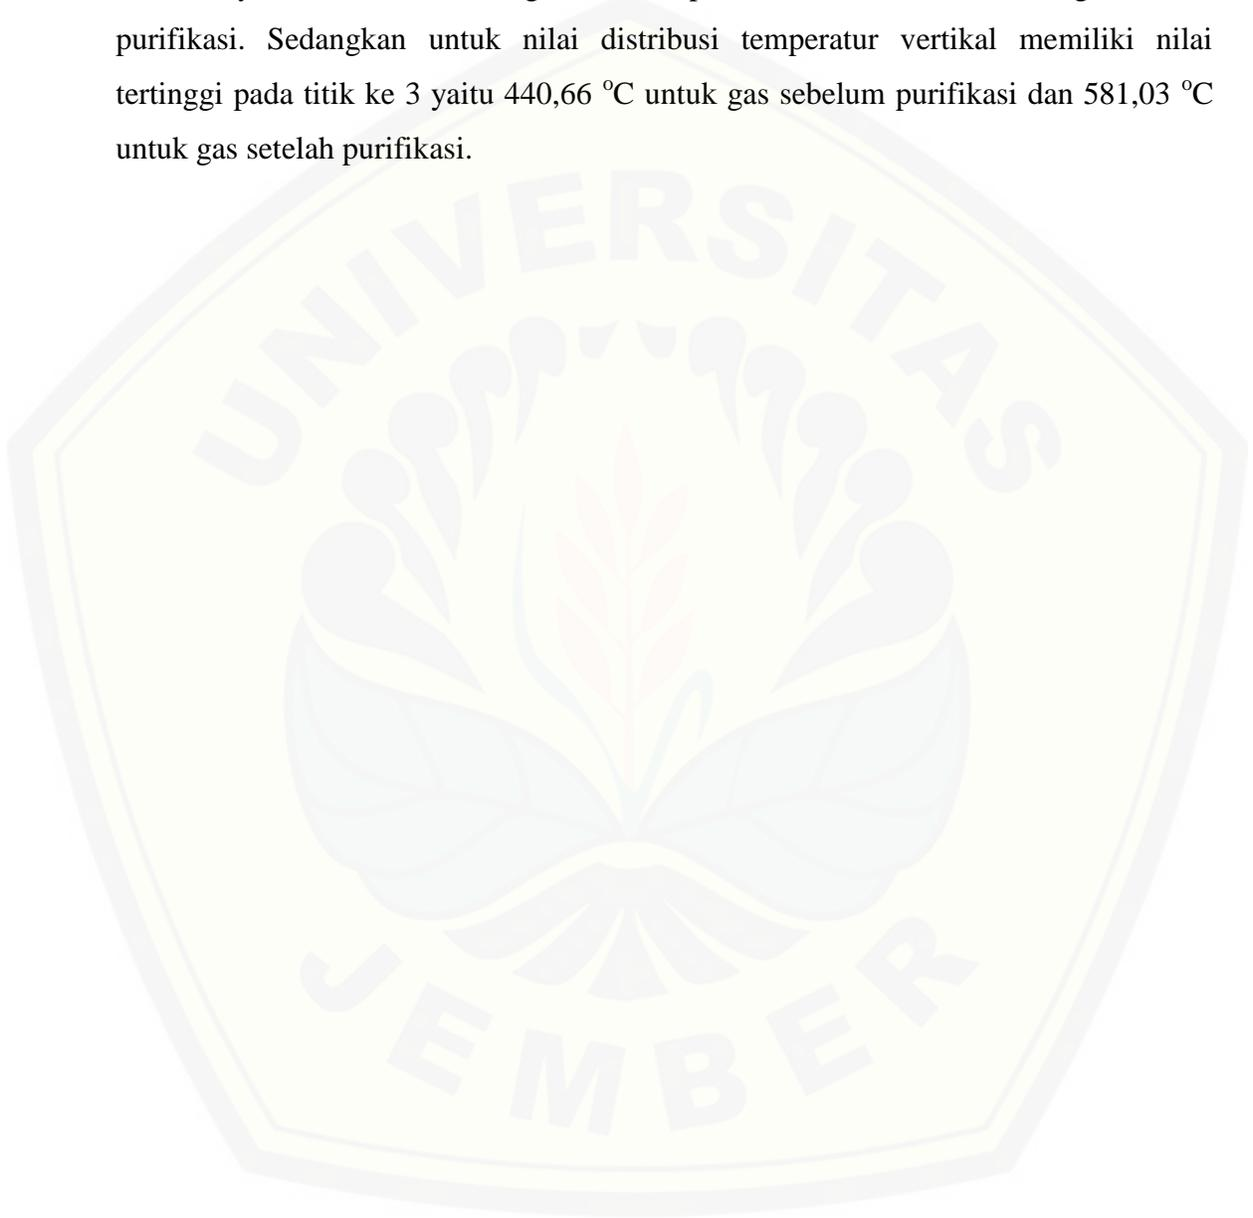 purifikasi. Sedangkan untuk nilai distribusi temperatur vertikal memiliki nilai
tertinggi pada titik ke 3 yaitu 440,66 °C untuk gas sebelum purifikasi dan 581,03 °C
untuk gas setelah purifikasi.
UNIVERSITAS
JEMBER